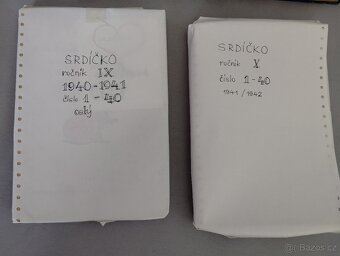 SRDÍČKO
ročník IX
1940-1941
číslo 1-40
celý
SRDÍČKO
ročník X
číslo 1-40
1941/1942
© Bazos.cz